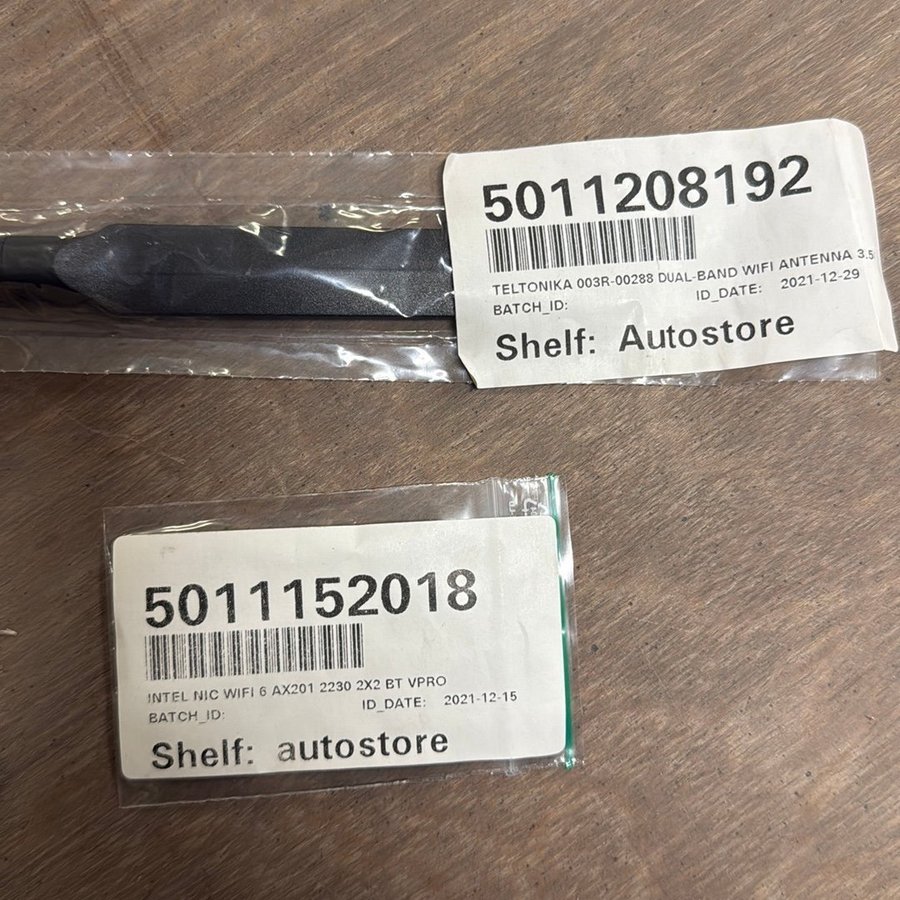 5011208192
TELTONIKA 003R-00288 DUAL-BAND WIFI ANTENNA 3.5
BATCH_ID: ID_DATE: 2021-12-29
Shelf: Autostore
5011152018
INTEL NIC WIFI 6 AX201 2230 2X2 BT VPRO
BATCH_ID: ID_DATE: 2021-12-15
Shelf: autostore